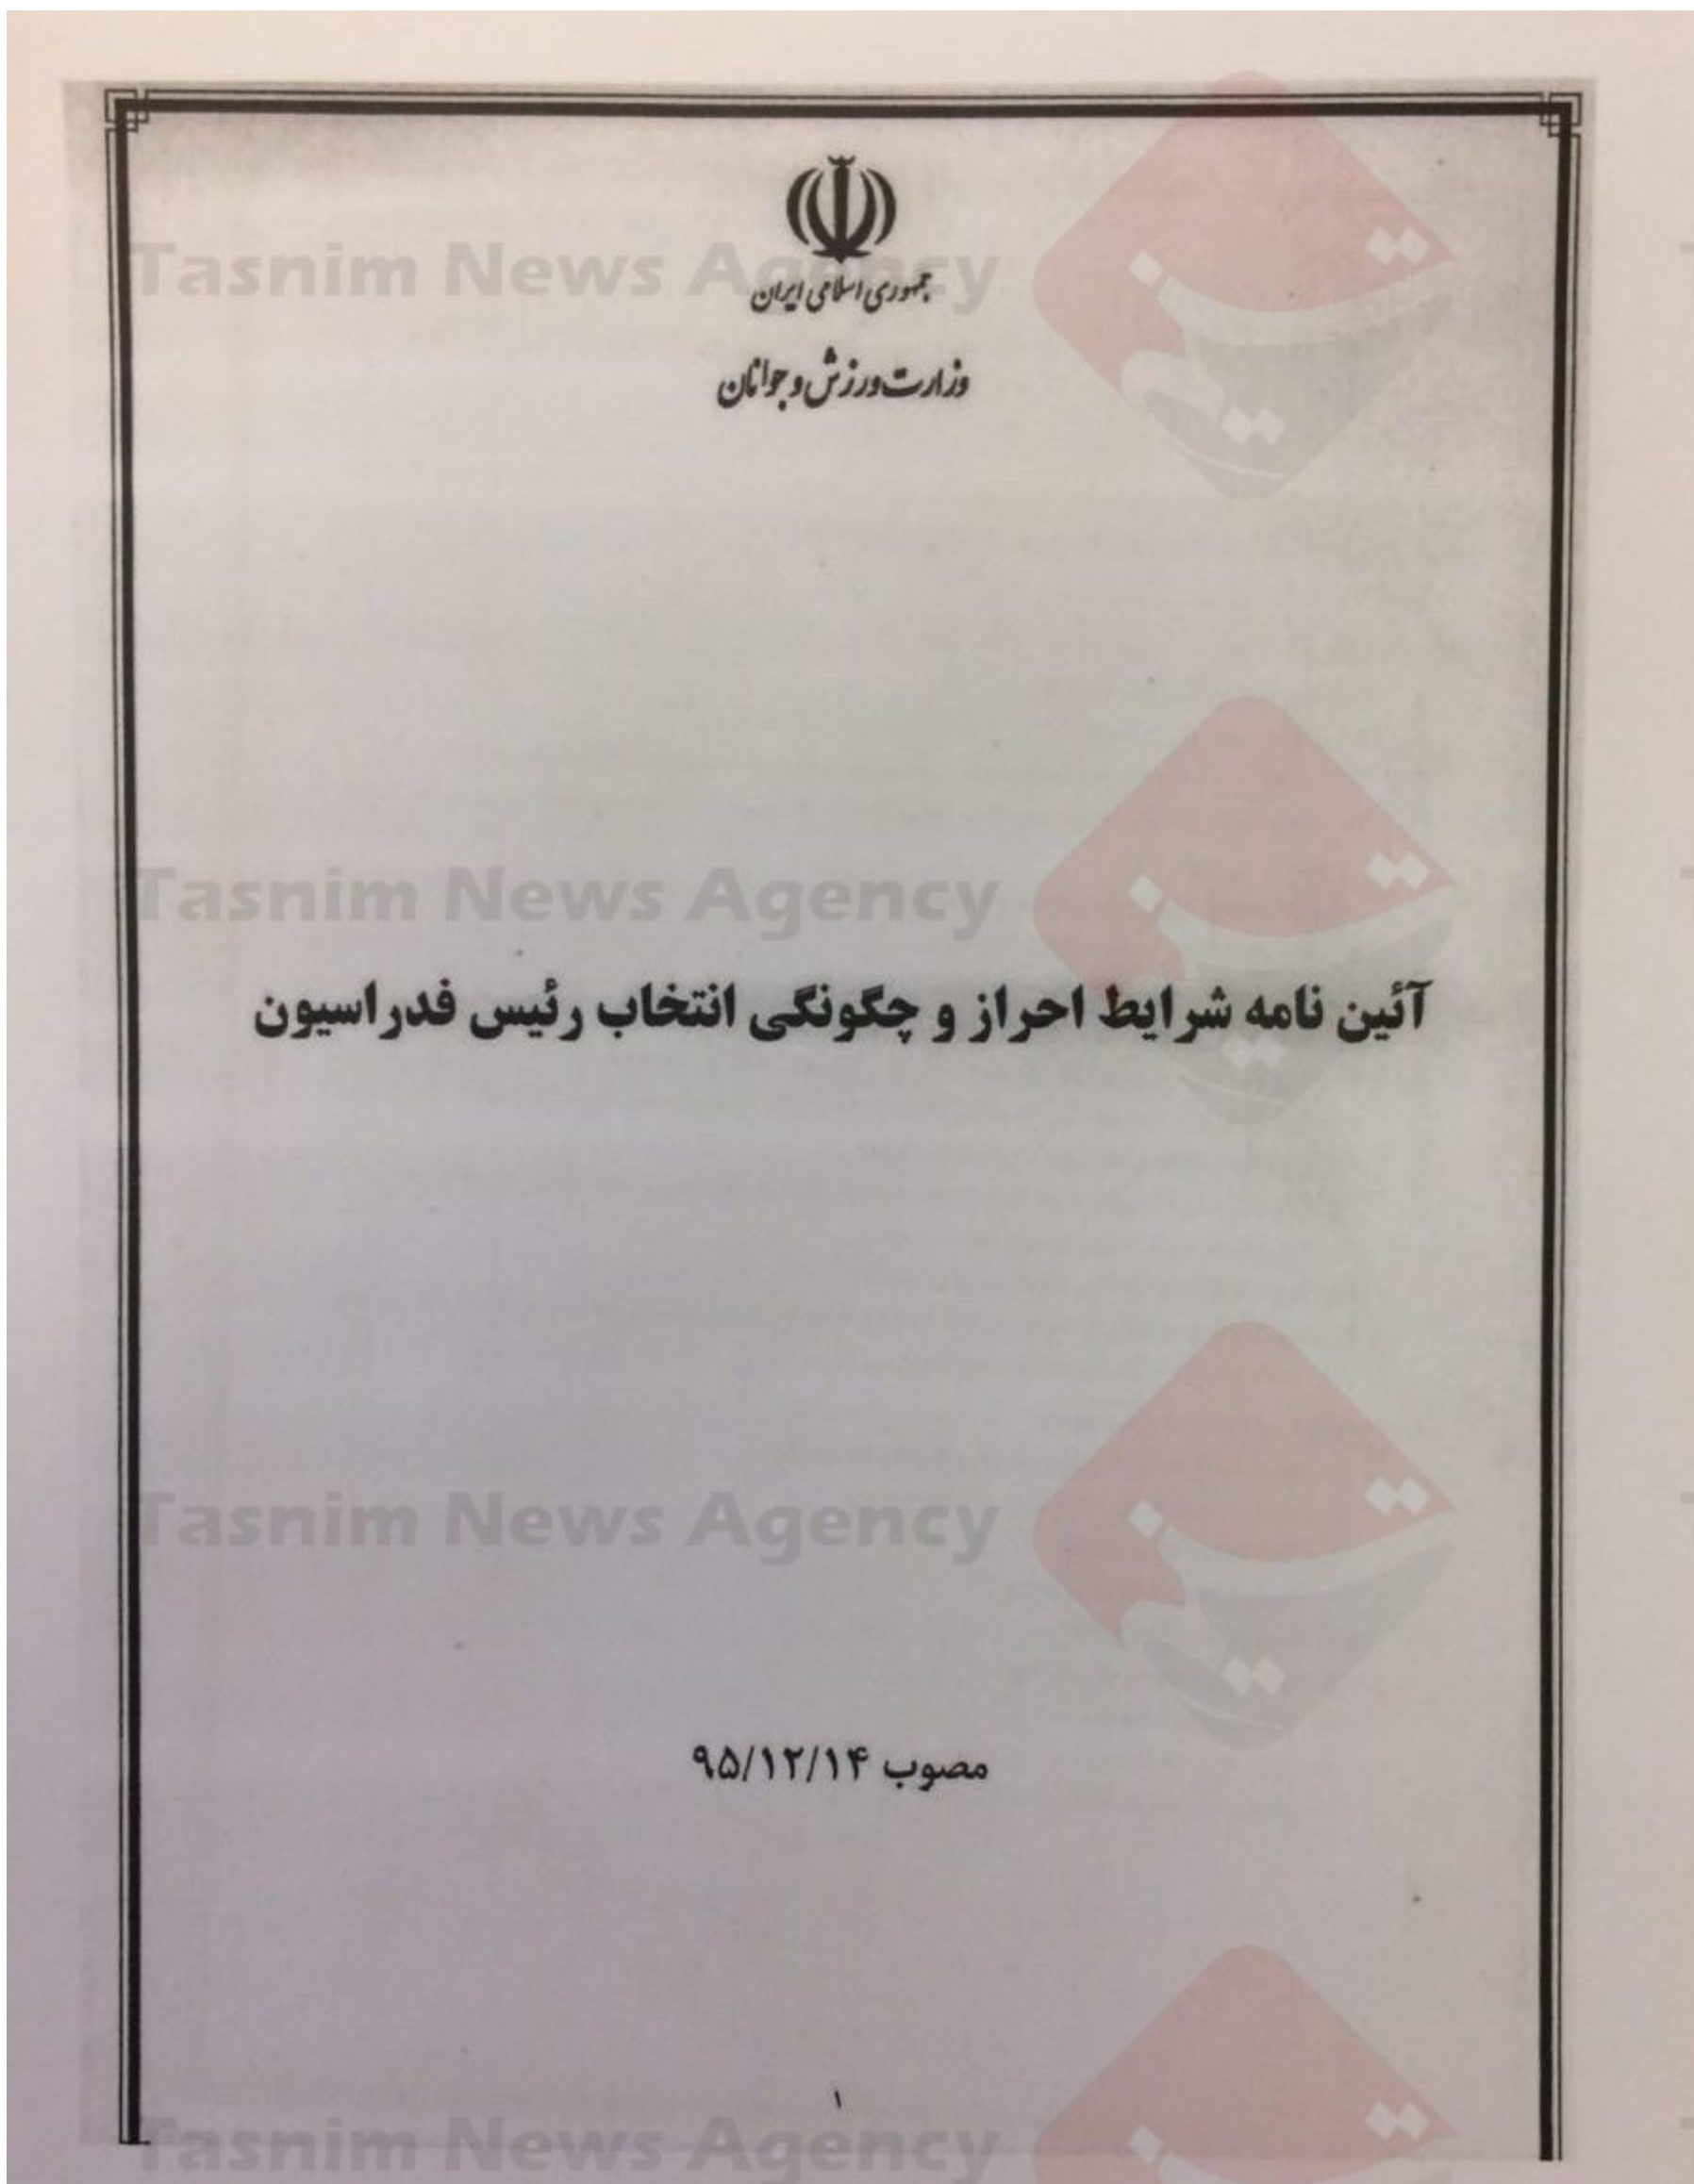 جمهوری اسلامی ایران
وزارت ورزش و جوانان
Tasnim News Agency
Tasnim News Agency
آئین نامه شرایط احراز و چگونگی انتخاب رئیس فدراسیون
Tasnim News Agency
مصوب ۹۵/۱۲/۱۴
۱
Tasnim News Agency